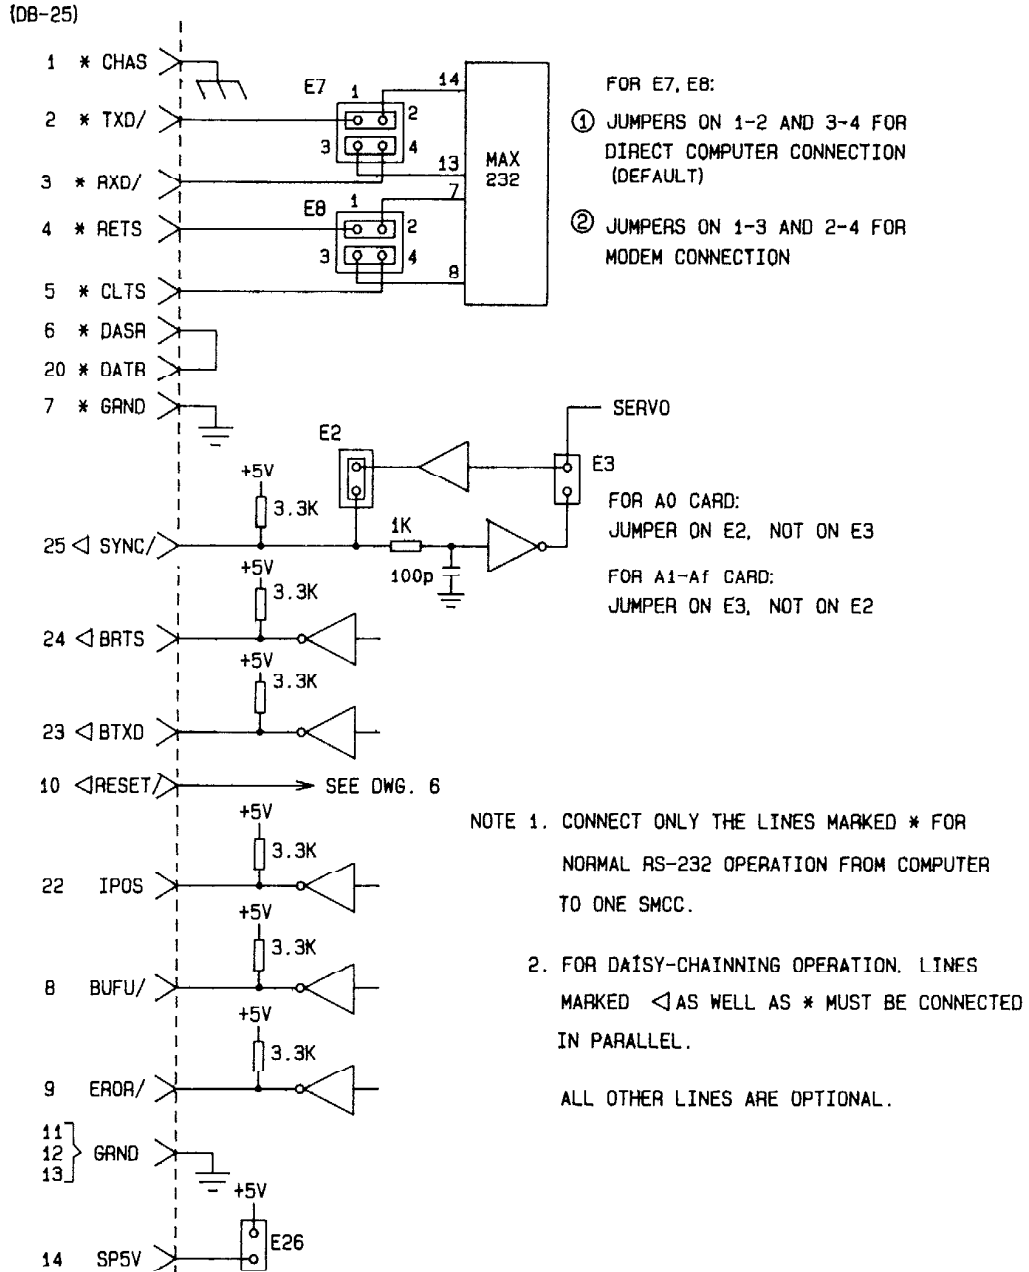 (DB-25)
1 * CHAS
2 * TXD/
3 * RXD/
4 * RETS
5 * CLTS
6 * DASR
20 * DATR
7 * GRND
25 ◁ SYNC/
24 ◁ BRTS
23 ◁ BTXD
10 ◁ RESET/
22 IPOS
8 BUFU/
9 EROR/
11
12 } GRND
13
14 SP5V
E7
1
2
3
4
14
13
E8
1
2
3
4
7
8
MAX
232
FOR E7, E8:
① JUMPERS ON 1-2 AND 3-4 FOR
DIRECT COMPUTER CONNECTION
(DEFAULT)
② JUMPERS ON 1-3 AND 2-4 FOR
MODEM CONNECTION
SERVO
E2
E3
+5V
3.3K
1K
100p
FOR A0 CARD:
JUMPER ON E2, NOT ON E3
FOR A1-Af CARD:
JUMPER ON E3, NOT ON E2
+5V
3.3K
+5V
3.3K
SEE DWG. 6
+5V
3.3K
+5V
3.3K
+5V
3.3K
+5V
E26
NOTE 1. CONNECT ONLY THE LINES MARKED * FOR
NORMAL RS-232 OPERATION FROM COMPUTER
TO ONE SMCC.
2. FOR DAISY-CHAINNING OPERATION. LINES
MARKED ◁ AS WELL AS * MUST BE CONNECTED
IN PARALLEL.
ALL OTHER LINES ARE OPTIONAL.